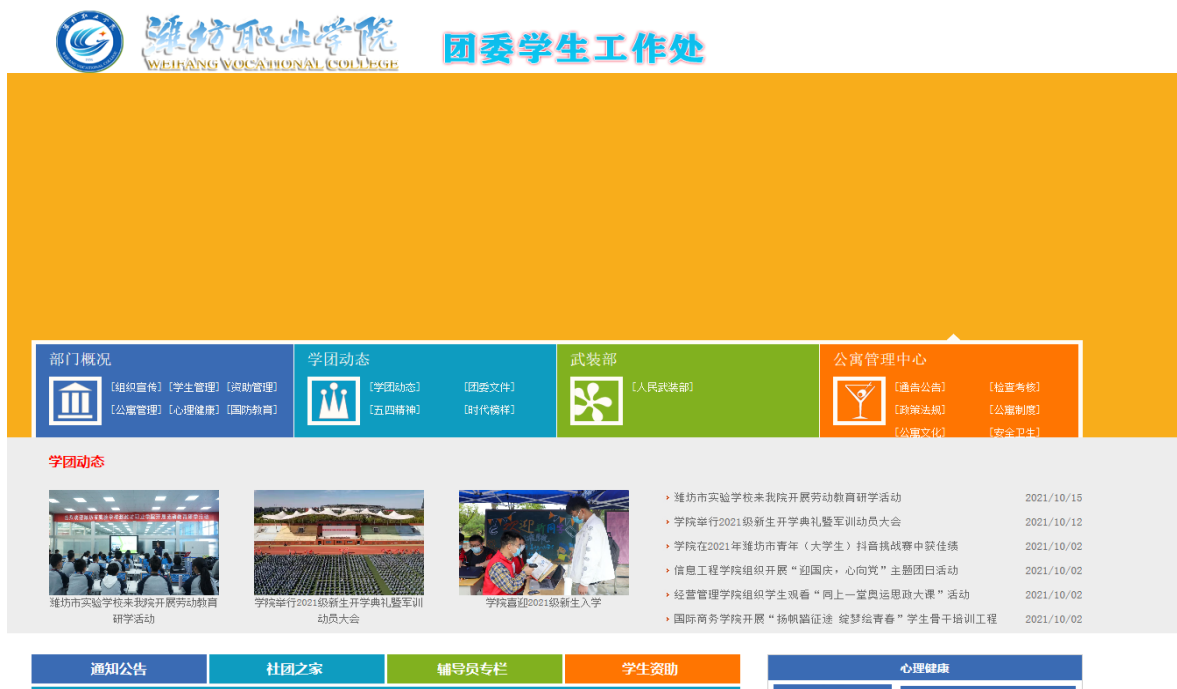 潍坊职业学院
WEIFANG VOCATIONAL COLLEGE
团委学生工作处
部门概况
[组织宣传] [学生管理] [资助管理]
[公寓管理] [心理健康] [国防教育]
学团动态
[学团动态] [团委文件]
[五四精神] [时代榜样]
武装部
[人民武装部]
公寓管理中心
[通告公告] [检查考核]
[政策法规] [公寓制度]
[公寓文化] [安全卫生]
学团动态
潍坊市实验学校来我院开展劳动教育
研学活动
学院举行2021级新生开学典礼暨军训
动员大会
学院喜迎2021级新生入学
潍坊市实验学校来我院开展劳动教育研学活动 2021/10/15
学院举行2021级新生开学典礼暨军训动员大会 2021/10/12
学院在2021年潍坊市青年（大学生）抖音挑战赛中获佳绩 2021/10/02
信息工程学院组织开展“迎国庆，心向党”主题团日活动 2021/10/02
经营管理学院组织学生观看“同上一堂奥运思政大课”活动 2021/10/02
国际商务学院开展“扬帆踏征途 绽梦绘青春”学生骨干培训工程 2021/10/02
通知公告
社团之家
辅导员专栏
学生资助
心理健康